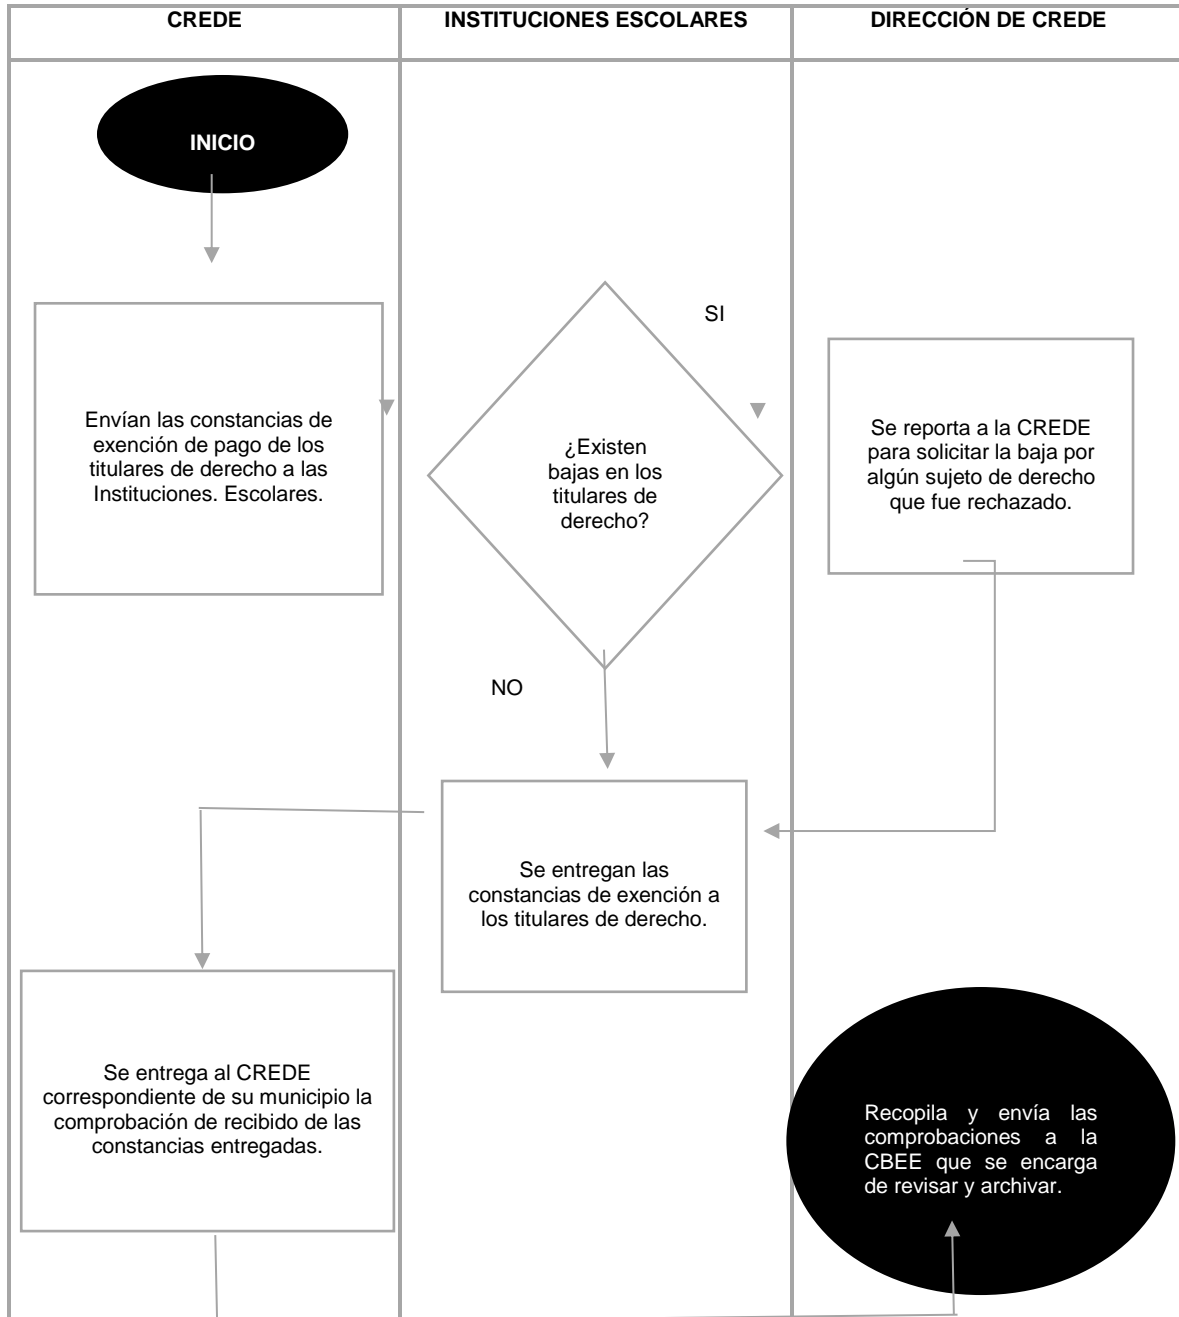 CREDE
INSTITUCIONES ESCOLARES
DIRECCIÓN DE CREDE
INICIO
Envían las constancias de
exención de pago de los
titulares de derecho a las
Instituciones. Escolares.
¿Existen
bajas en los
titulares de
derecho?
SI
Se reporta a la CREDE
para solicitar la baja por
algún sujeto de derecho
que fue rechazado.
NO
Se entregan las
constancias de exención a
los titulares de derecho.
Se entrega al CREDE
correspondiente de su municipio la
comprobación de recibido de las
constancias entregadas.
Recopila y envía las
comprobaciones a la
CBEE que se encarga
de revisar y archivar.